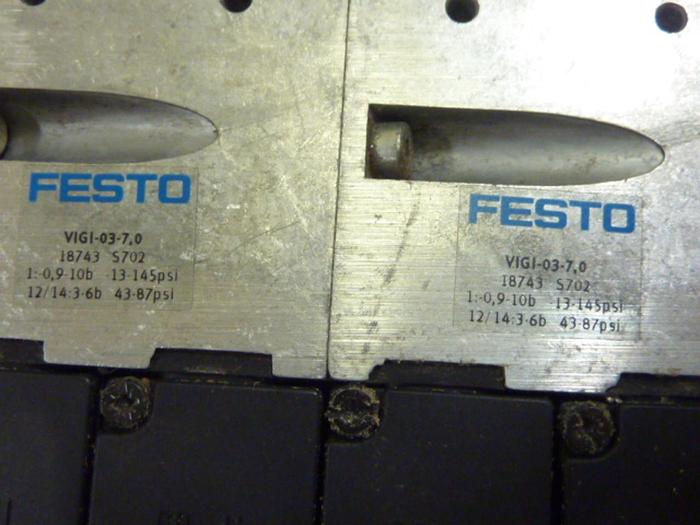 FESTO
VIGI-03-7,0
18743 S702
1:-0,9-10b -13-145psi
12/14:3-6b 43-87psi
FESTO
VIGI-03-7,0
18743 S702
1:-0,9-10b -13-145psi
12/14:3-6b 43-87psi